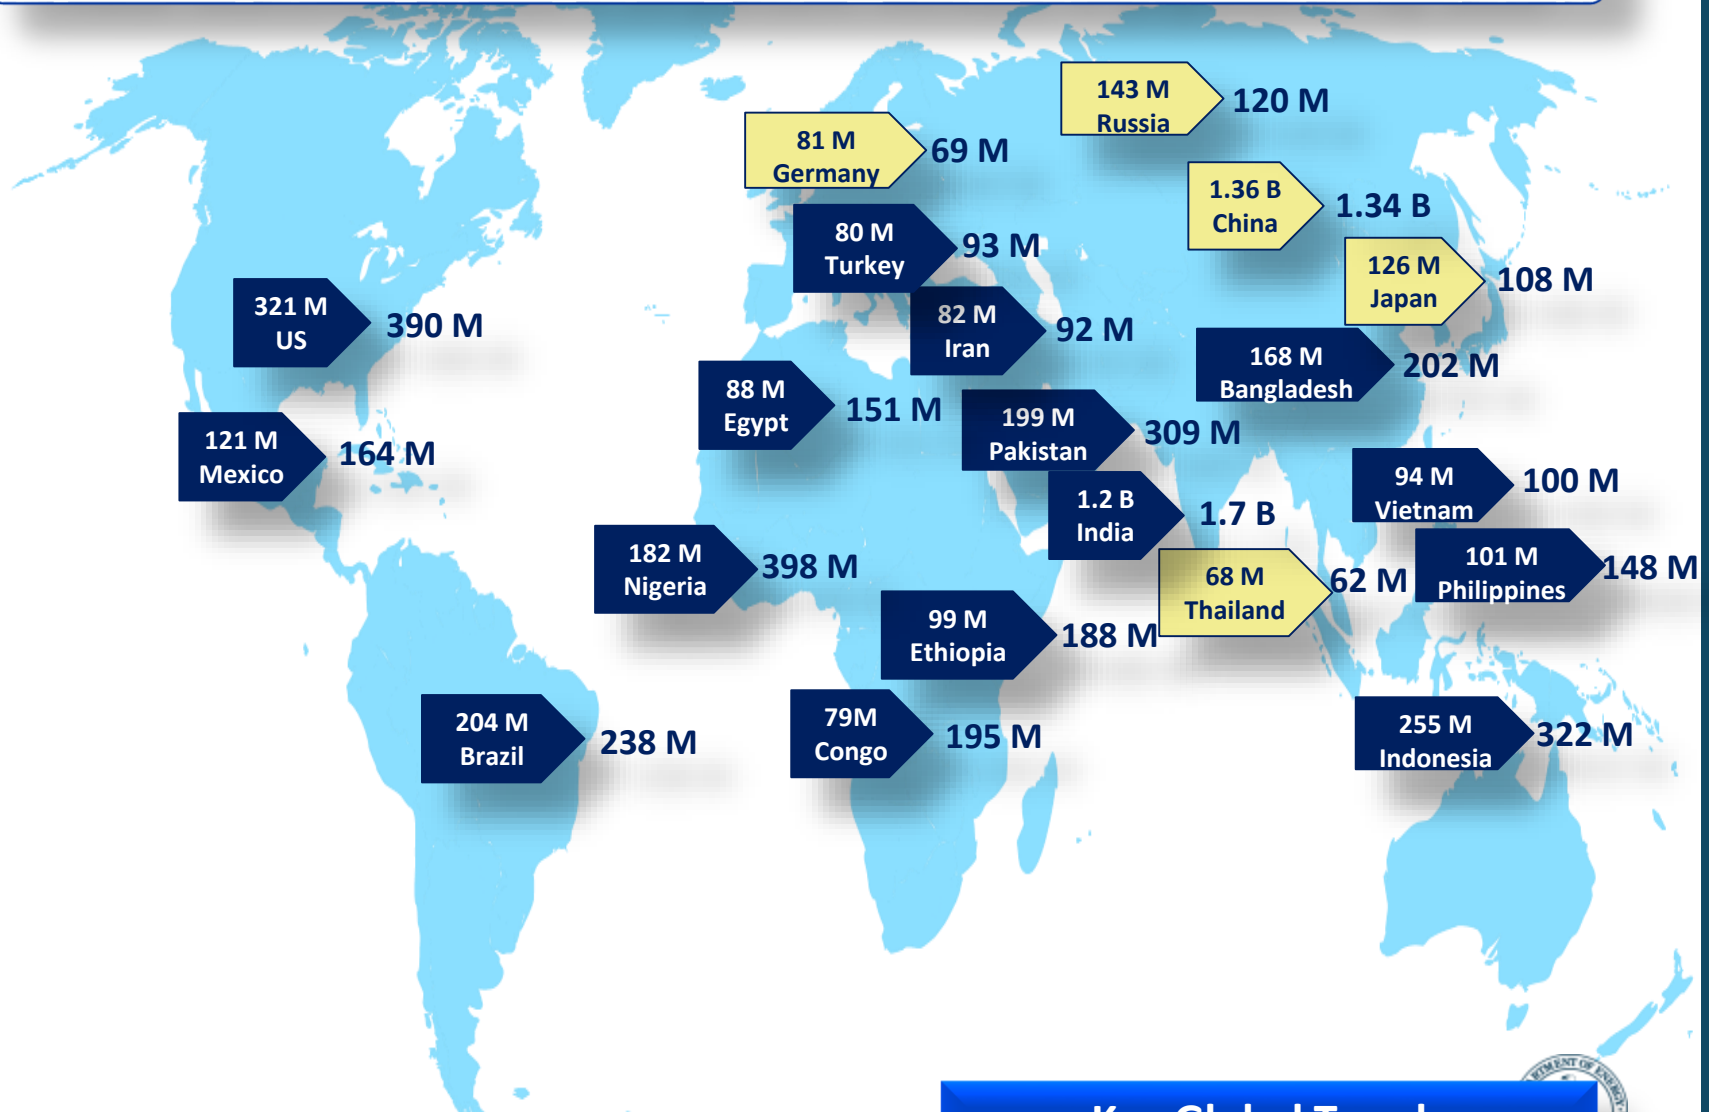 143 M
Russia
120 M
81 M
Germany
69 M
1.36 B
China
1.34 B
80 M
Turkey
93 M
126 M
Japan
108 M
321 M
US
390 M
82 M
Iran
92 M
168 M
Bangladesh
202 M
88 M
Egypt
151 M
199 M
Pakistan
309 M
121 M
Mexico
164 M
94 M
Vietnam
100 M
1.2 B
India
1.7 B
182 M
Nigeria
398 M
68 M
Thailand
62 M
101 M
Philippines
148 M
99 M
Ethiopia
188 M
204 M
Brazil
238 M
79M
Congo
195 M
255 M
Indonesia
322 M
OF ENERGY
Global